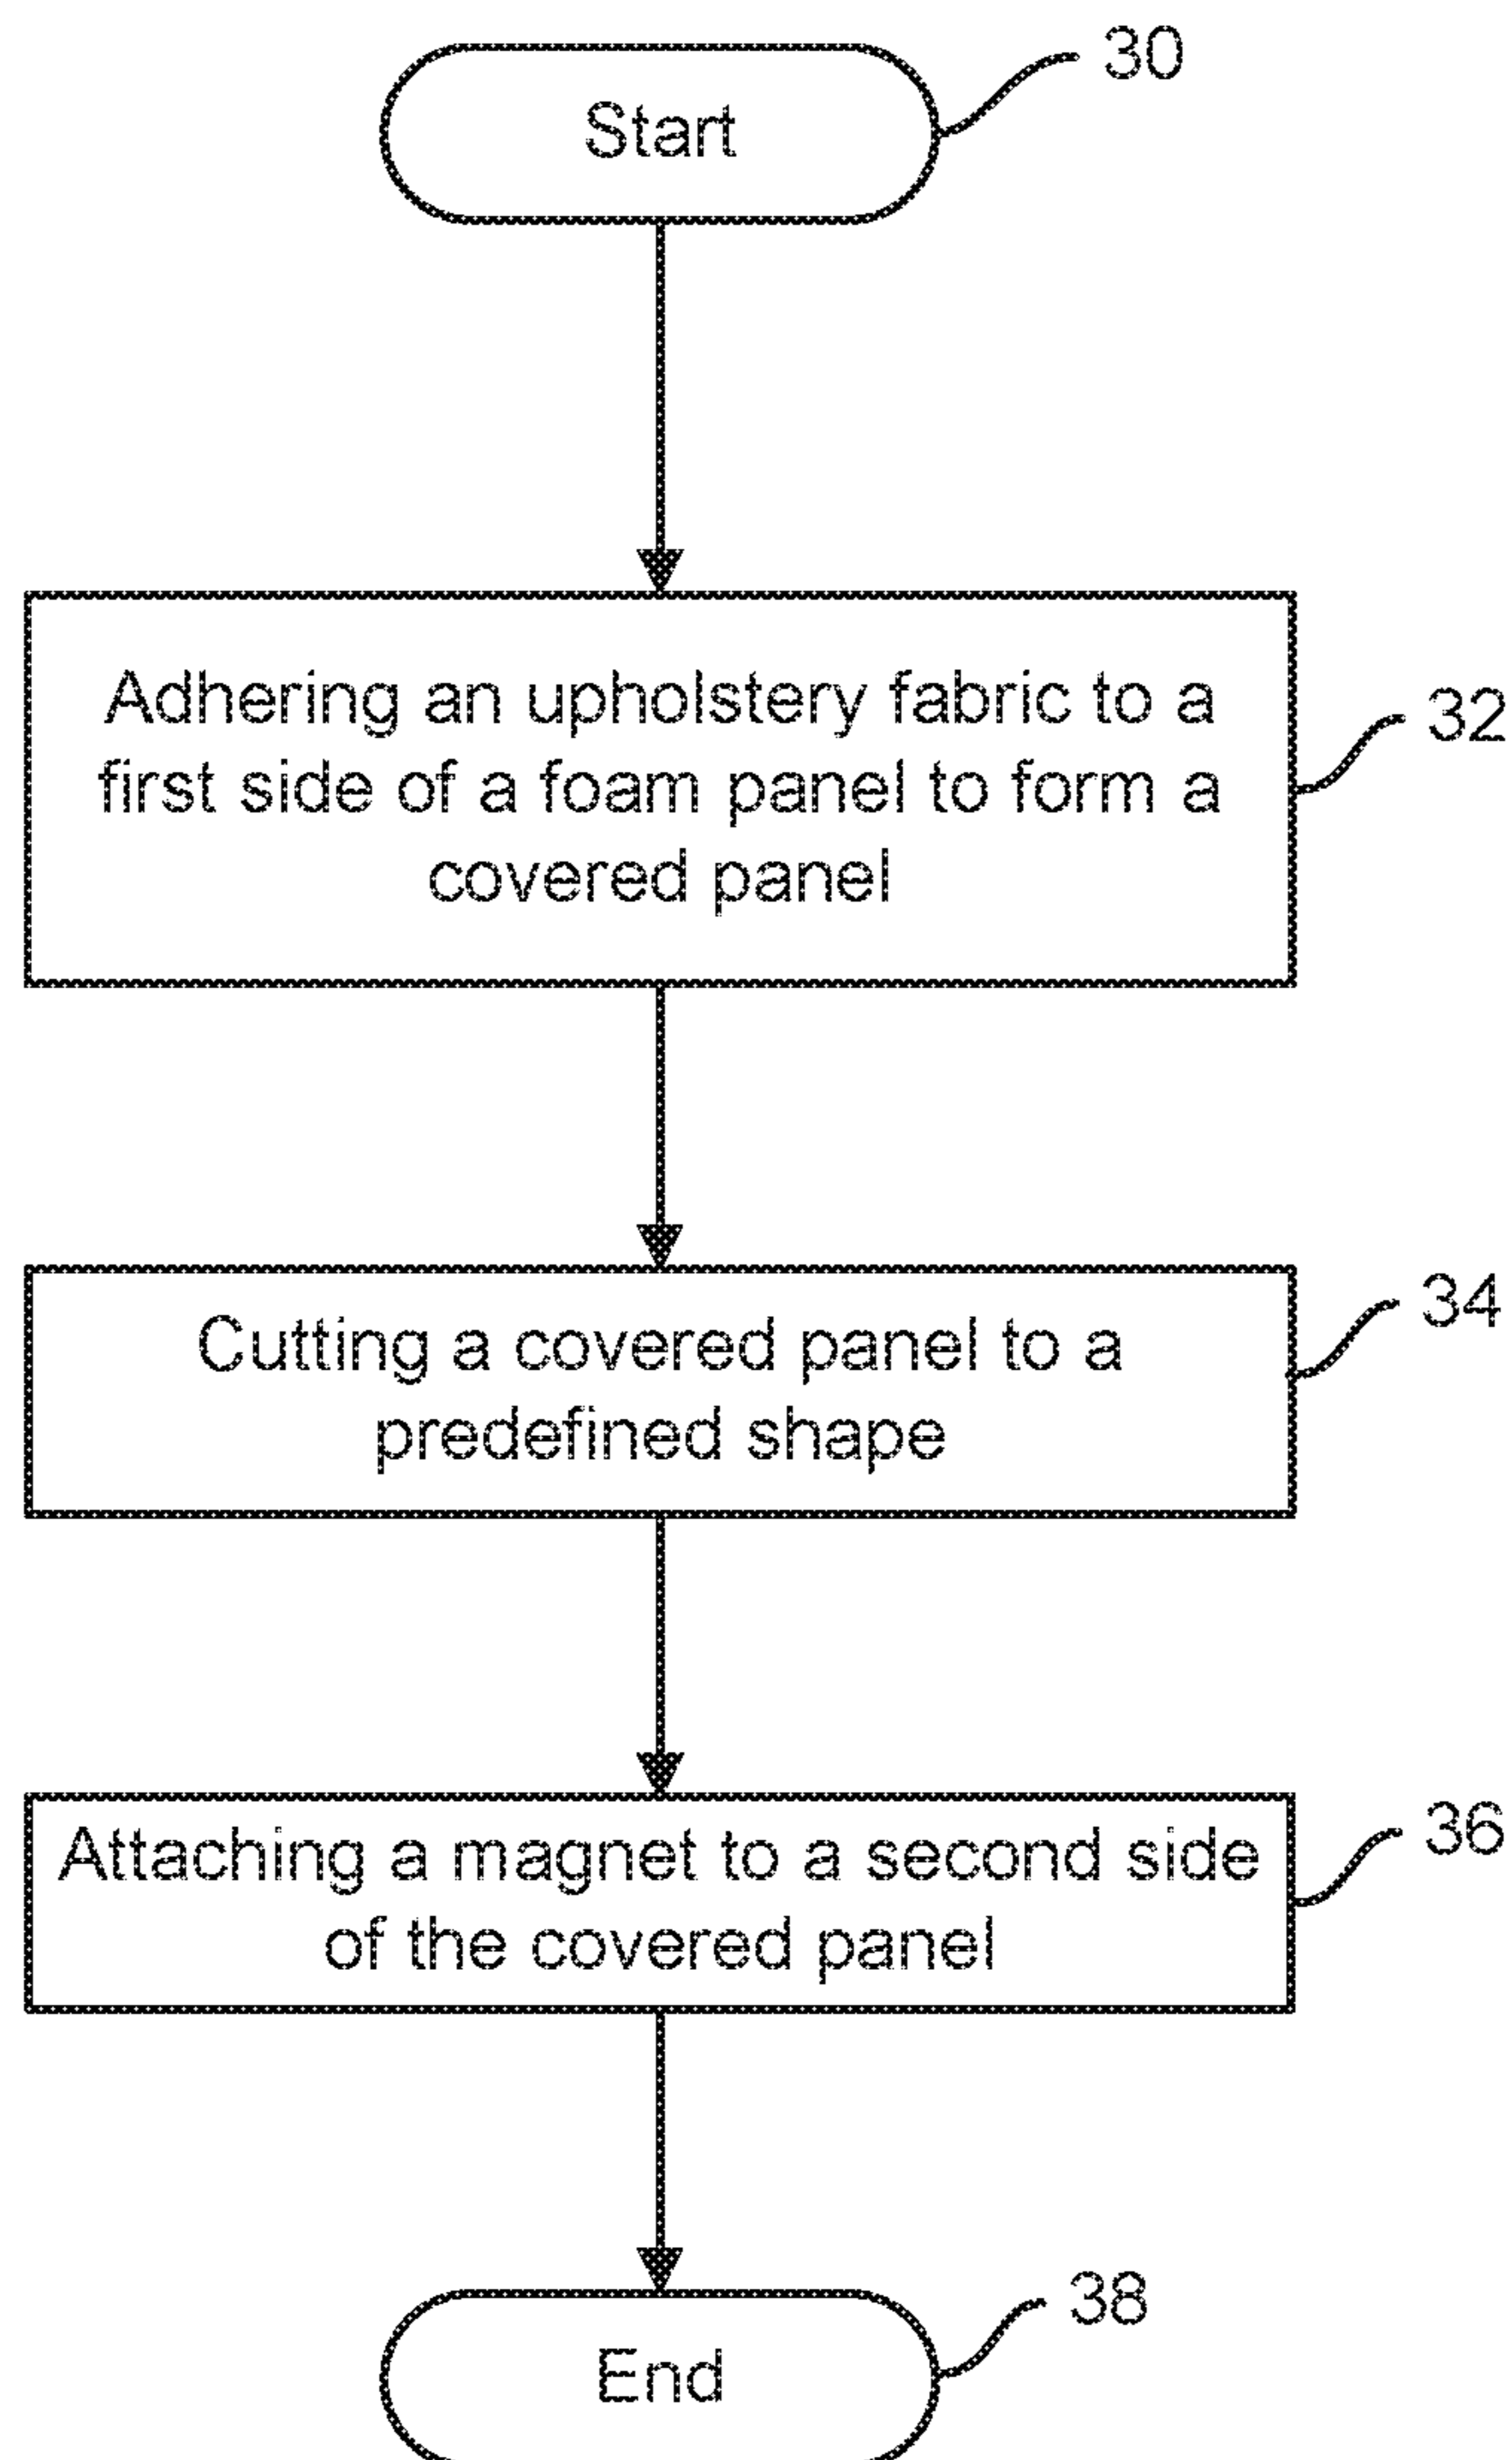 30
Start
Adhering an upholstery fabric to a
first side of a foam panel to form a
covered panel
32
Cutting a covered panel to a
predefined shape
34
Attaching a magnet to a second side
of the covered panel
36
38
End